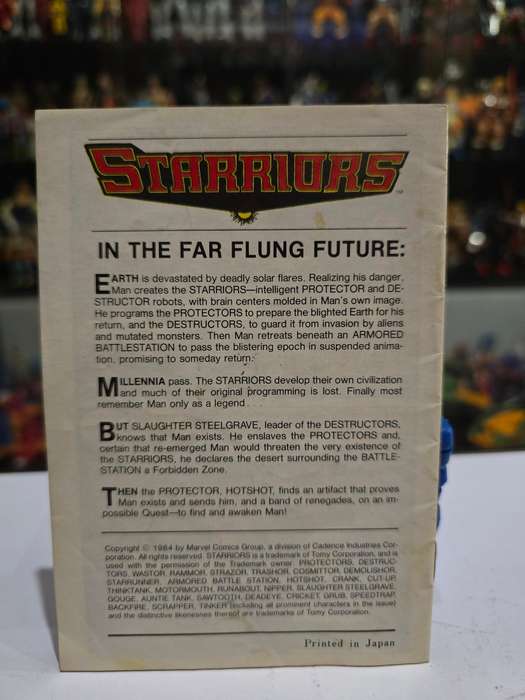 STARRIORS
IN THE FAR FLUNG FUTURE:
EARTH is devastated by deadly solar flares. Realizing his danger,
Man creates the STARRIORS—intelligent PROTECTOR and DE-
STRUCTOR robots, with brain centers molded in Man's own image.
He programs the PROTECTORS to prepare the blighted Earth for his
return, and the DESTRUCTORS, to guard it from invasion by aliens
and mutated monsters. Then Man retreats beneath an ARMORED
BATTLESTATION to pass the blistering epoch in suspended anima-
tion, promising to someday return.
MILLENNIA pass. The STARRIORS develop their own civilization
and much of their original programming is lost. Finally most
remember Man only as a legend . . .
BUT SLAUGHTER STEELGRAVE, leader of the DESTRUCTORS,
knows that Man exists. He enslaves the PROTECTORS and,
certain that re-emerged Man would threaten the very existence of
the STARRIORS, he declares the desert surrounding the BATTLE-
STATION a Forbidden Zone.
THEN the PROTECTOR, HOTSHOT, finds an artifact that proves
Man exists and sends him, and a band of renegades, on an im-
possible Quest—to find and awaken Man!
Copyright © 1984 by Marvel Comics Group, a division of Cadence Industries Cor-
poration. All rights reserved. STARRIORS is a trademark of Tomy Corporation, and is
used with the permission of the Trademark owner. PROTECTORS, DESTRUC-
TORS, WASTOR, RAMMOR, STRAZOR, TRASHOR, COSMITTOR, DEMOLISHOR,
STARRUNNER, ARMORED BATTLE STATION, HOTSHOT, CRANK, CUT-UP,
THINKTANK, MOTORMOUTH, RUNABOUT, NIPPER, SLAUGHTER STEELGRAVE,
GOUGE, AUNTIE TANK, SAWTOOTH, DEADEYE, CRICKET, GRUB, SPEEDTRAP,
BACKFIRE, SCRAPPER, TINKER (including all prominent characters in the issue)
and the distinctive likenesses thereof are trademarks of Tomy Corporation.
Printed in Japan